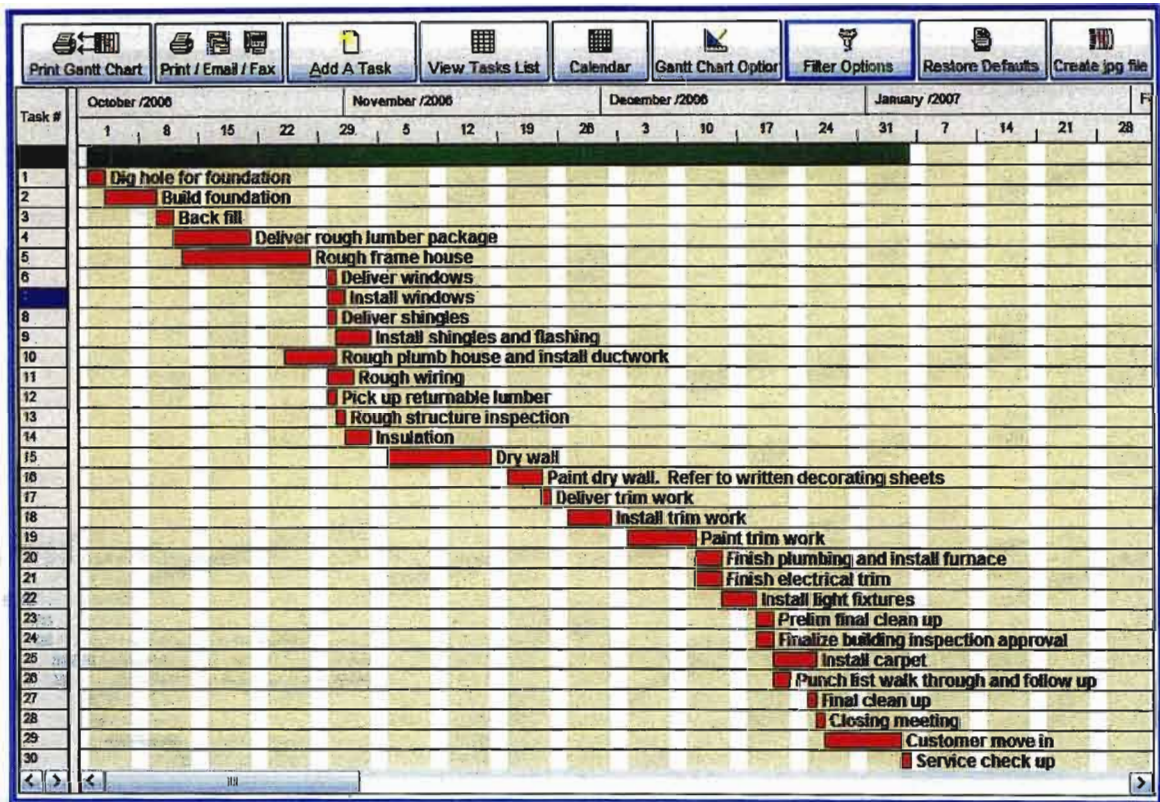 Print Gantt Chart Print / Email / Fax Add A Task View Tasks List Calendar Gantt Chart Option Filter Options Restore Defaults Create jpg file
Task # October /2006 November /2006 December /2006 January /2007 F
1 8 15 22 29 5 12 19 26 3 10 17 24 31 7 14 21 28
1 Dig hole for foundation
2 Build foundation
3 Back fill
4 Deliver rough lumber package
5 Rough frame house
6 Deliver windows
Install windows
8 Deliver shingles
9 Install shingles and flashing
10 Rough plumb house and install ductwork
11 Rough wiring
12 Pick up returnable lumber
13 Rough structure inspection
14 Insulation
15 Dry wall
16 Paint dry wall. Refer to written decorating sheets
17 Deliver trim work
18 Install trim work
19 Paint trim work
20 Finish plumbing and install furnace
21 Finish electrical trim
22 Install light fixtures
23 Prelim final clean up
24 Finalize building inspection approval
25 Install carpet
26 Punch list walk through and follow up
27 Final clean up
28 Closing meeting
29 Customer move in
30 Service check up